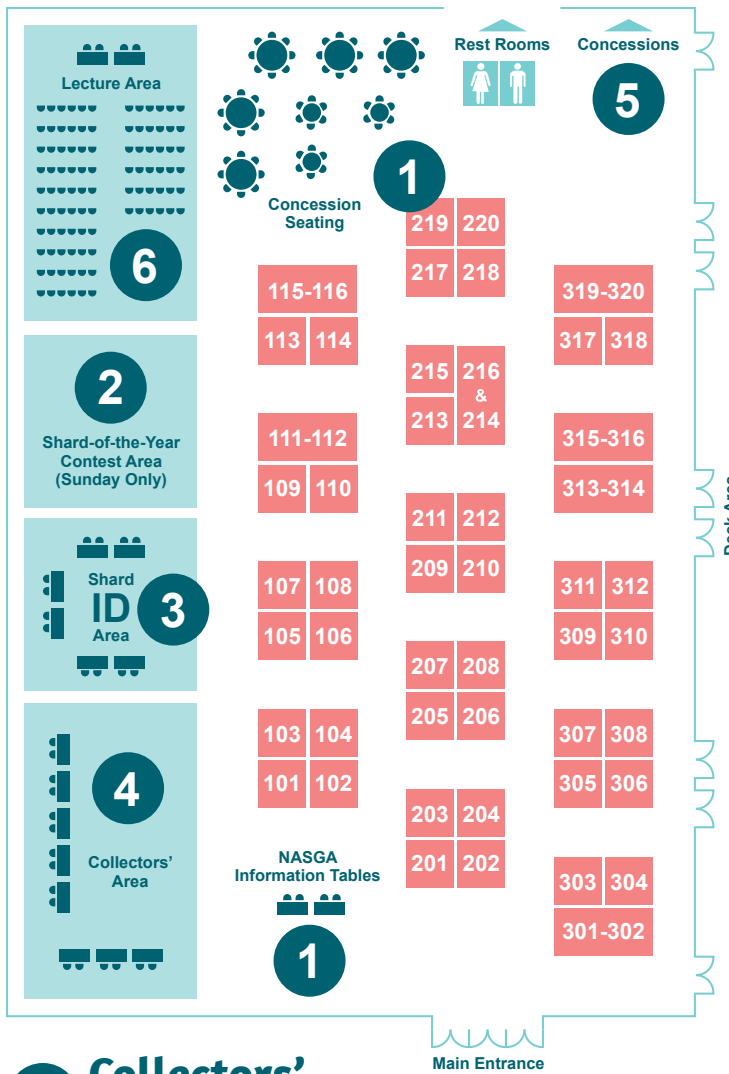 Rest Rooms
Concessions
5
Lecture Area
6
1
Concession
Seating
219 220
217 218
115-116
113 114
319-320
317 318
2
Shard-of-the-Year
Contest Area
(Sunday Only)
215 216
&
213 214
111-112
109 110
315-316
313-314
Dock Area
211 212
209 210
Shard
ID
Area
3
107 108
105 106
311 312
309 310
207 208
205 206
4
Collectors’
Area
103 104
101 102
307 308
305 306
203 204
201 202
NASGA
Information Tables
1
303 304
301-302
Main Entrance
Collectors’